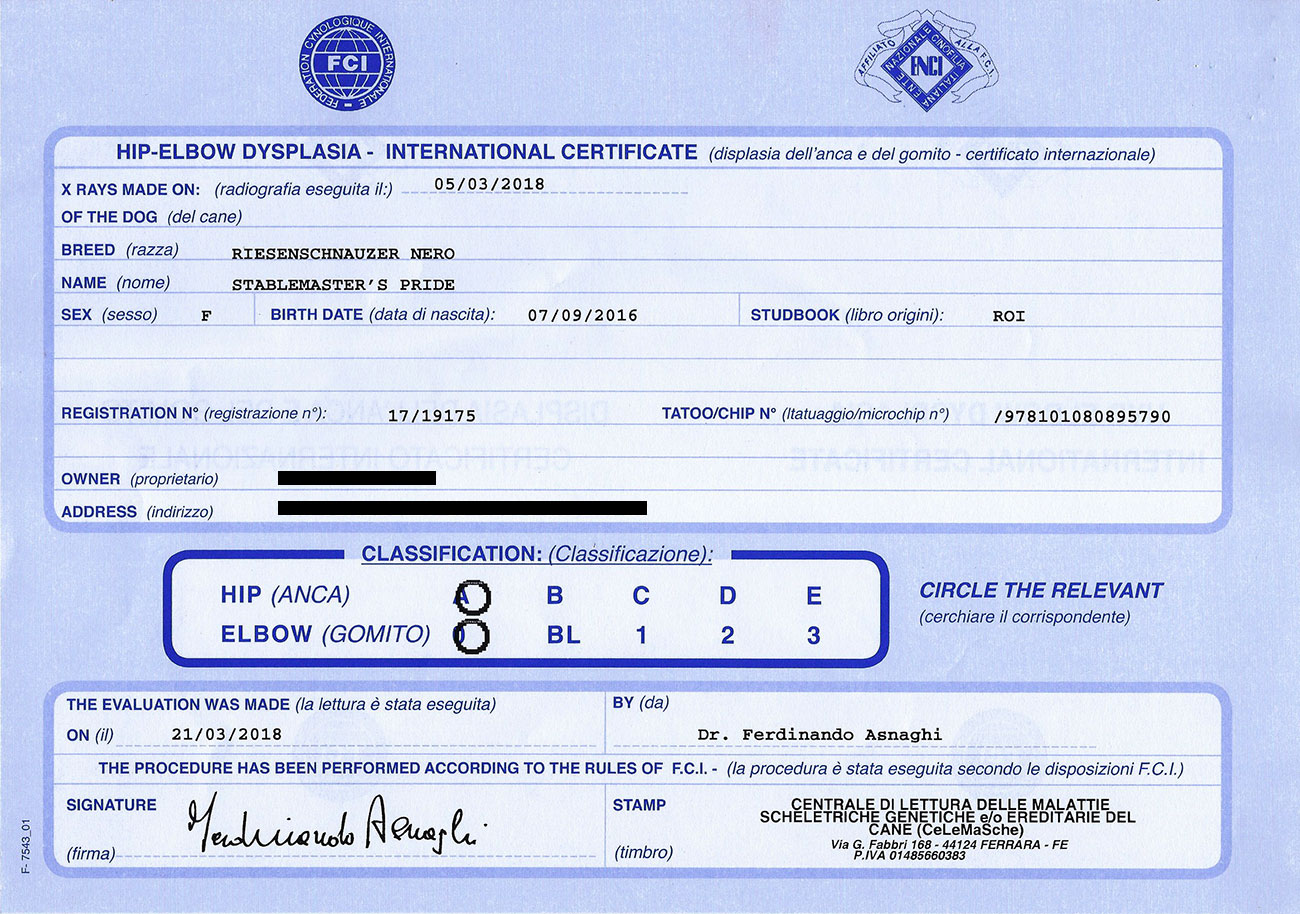 FEDERATION CYNOLOGIQUE INTERNATIONALE
FCI
AFFILIATO ALLA F.C.I.
ENTE NAZIONALE CINOFILIA ITALIANA
ENCI
HIP-ELBOW DYSPLASIA - INTERNATIONAL CERTIFICATE (displasia dell'anca e del gomito - certificato internazionale)
X RAYS MADE ON: (radiografia eseguita il:) 05/03/2018
OF THE DOG (del cane)
BREED (razza) RIESENSCHNAUZER NERO
NAME (nome) STABLEMASTER'S PRIDE
SEX (sesso) F BIRTH DATE (data di nascita): 07/09/2016 STUDBOOK (libro origini): ROI
REGISTRATION N° (registrazione n°): 17/19175 TATOO/CHIP N° (ltatuaggio/microchip n°) /978101080895790
OWNER (proprietario)
ADDRESS (indirizzo)
CLASSIFICATION: (Classificazione):
HIP (ANCA) A B C D E
ELBOW (GOMITO) 0 BL 1 2 3
CIRCLE THE RELEVANT
(cerchiare il corrispondente)
THE EVALUATION WAS MADE (la lettura è stata eseguita) BY (da)
ON (il) 21/03/2018 Dr. Ferdinando Asnaghi
THE PROCEDURE HAS BEEN PERFORMED ACCORDING TO THE RULES OF F.C.I. - (la procedura è stata eseguita secondo le disposizioni F.C.I.)
SIGNATURE Ferdinando Asnaghi
(firma)
STAMP
(timbro)
CENTRALE DI LETTURA DELLE MALATTIE
SCHELETRICHE GENETICHE e/o EREDITARIE DEL
CANE (CeLeMaSche)
Via G. Fabbri 168 - 44124 FERRARA - FE
P.IVA 01485660383
F- 7543_01